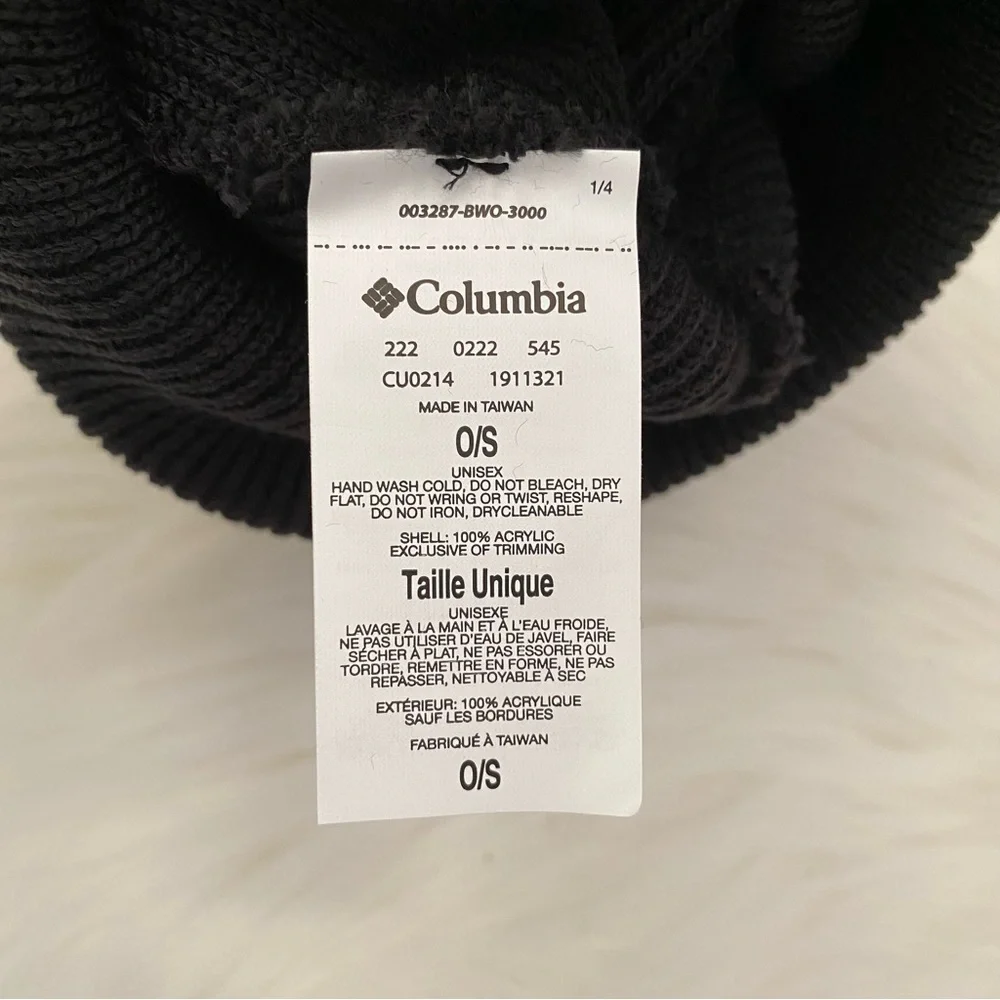 1/4
003287-BWO-3000
Columbia
222 0222 545
CU0214 1911321
MADE IN TAIWAN
O/S
UNISEX
HAND WASH COLD, DO NOT BLEACH, DRY
FLAT, DO NOT WRING OR TWIST, RESHAPE,
DO NOT IRON, DRYCLEANABLE
SHELL: 100% ACRYLIC
EXCLUSIVE OF TRIMMING
Taille Unique
UNISEXE
LAVAGE À LA MAIN ET À L'EAU FROIDE,
NE PAS UTILISER D'EAU DE JAVEL, FAIRE
SÉCHER À PLAT, NE PAS ESSORER OU
TORDRE, REMETTRE EN FORME, NE PAS
REPASSER, NETTOYABLE À SEC
EXTÉRIEUR: 100% ACRYLIQUE
SAUF LES BORDURES
FABRIQUÉ À TAIWAN
O/S